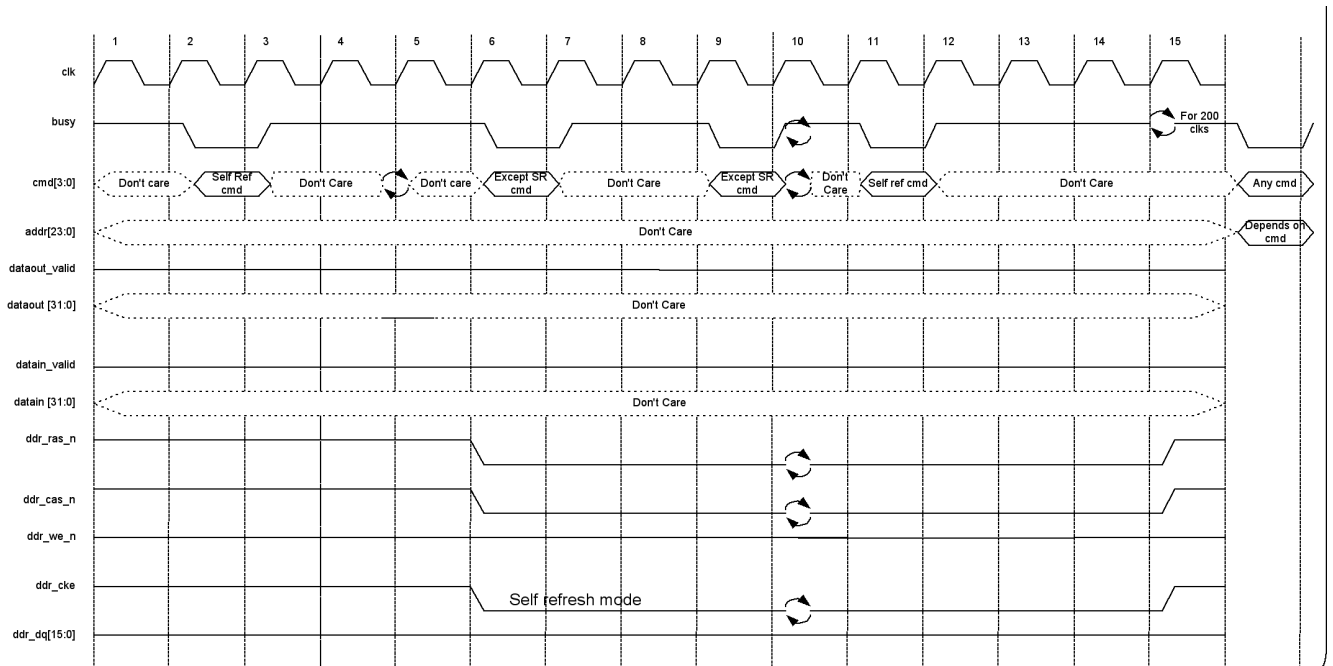 1 2 3 4 5 6 7 8 9 10 11 12 13 14 15
clk
busy
For 200
clks
cmd[3:0]
Don't care
Self Ref
cmd
Don't Care
Don't care
Except SR
cmd
Don't Care
Except SR
cmd
Don't
Care
Self ref cmd
Don't Care
Any cmd
addr[23:0]
Don't Care
Depends on
cmd
dataout_valid
dataout [31:0]
Don't Care
datain_valid
datain [31:0]
Don't Care
ddr_ras_n
ddr_cas_n
ddr_we_n
ddr_cke
Self refresh mode
ddr_dq[15:0]